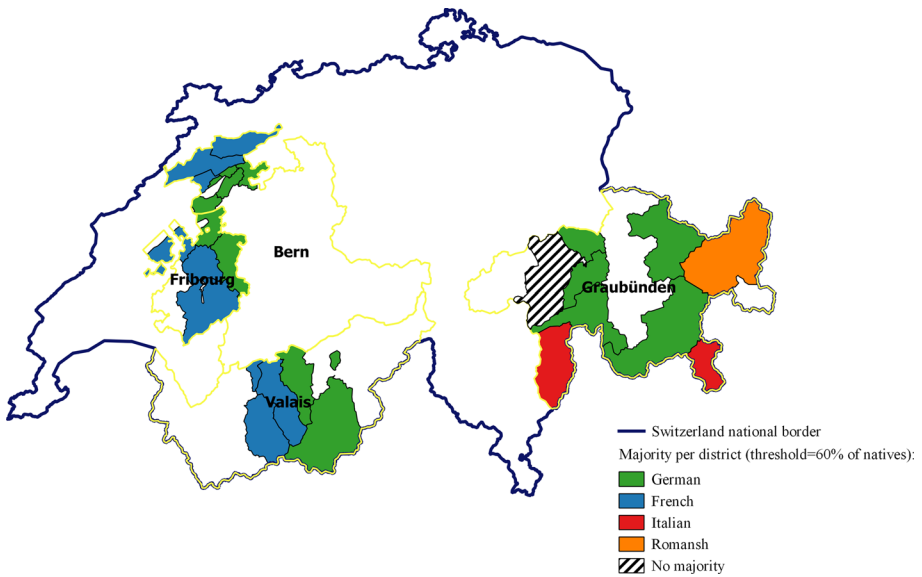 Bern
Fribourg
Graubünden
Valais
Switzerland national border
Majority per district (threshold=60% of natives):
German
French
Italian
Romansh
No majority